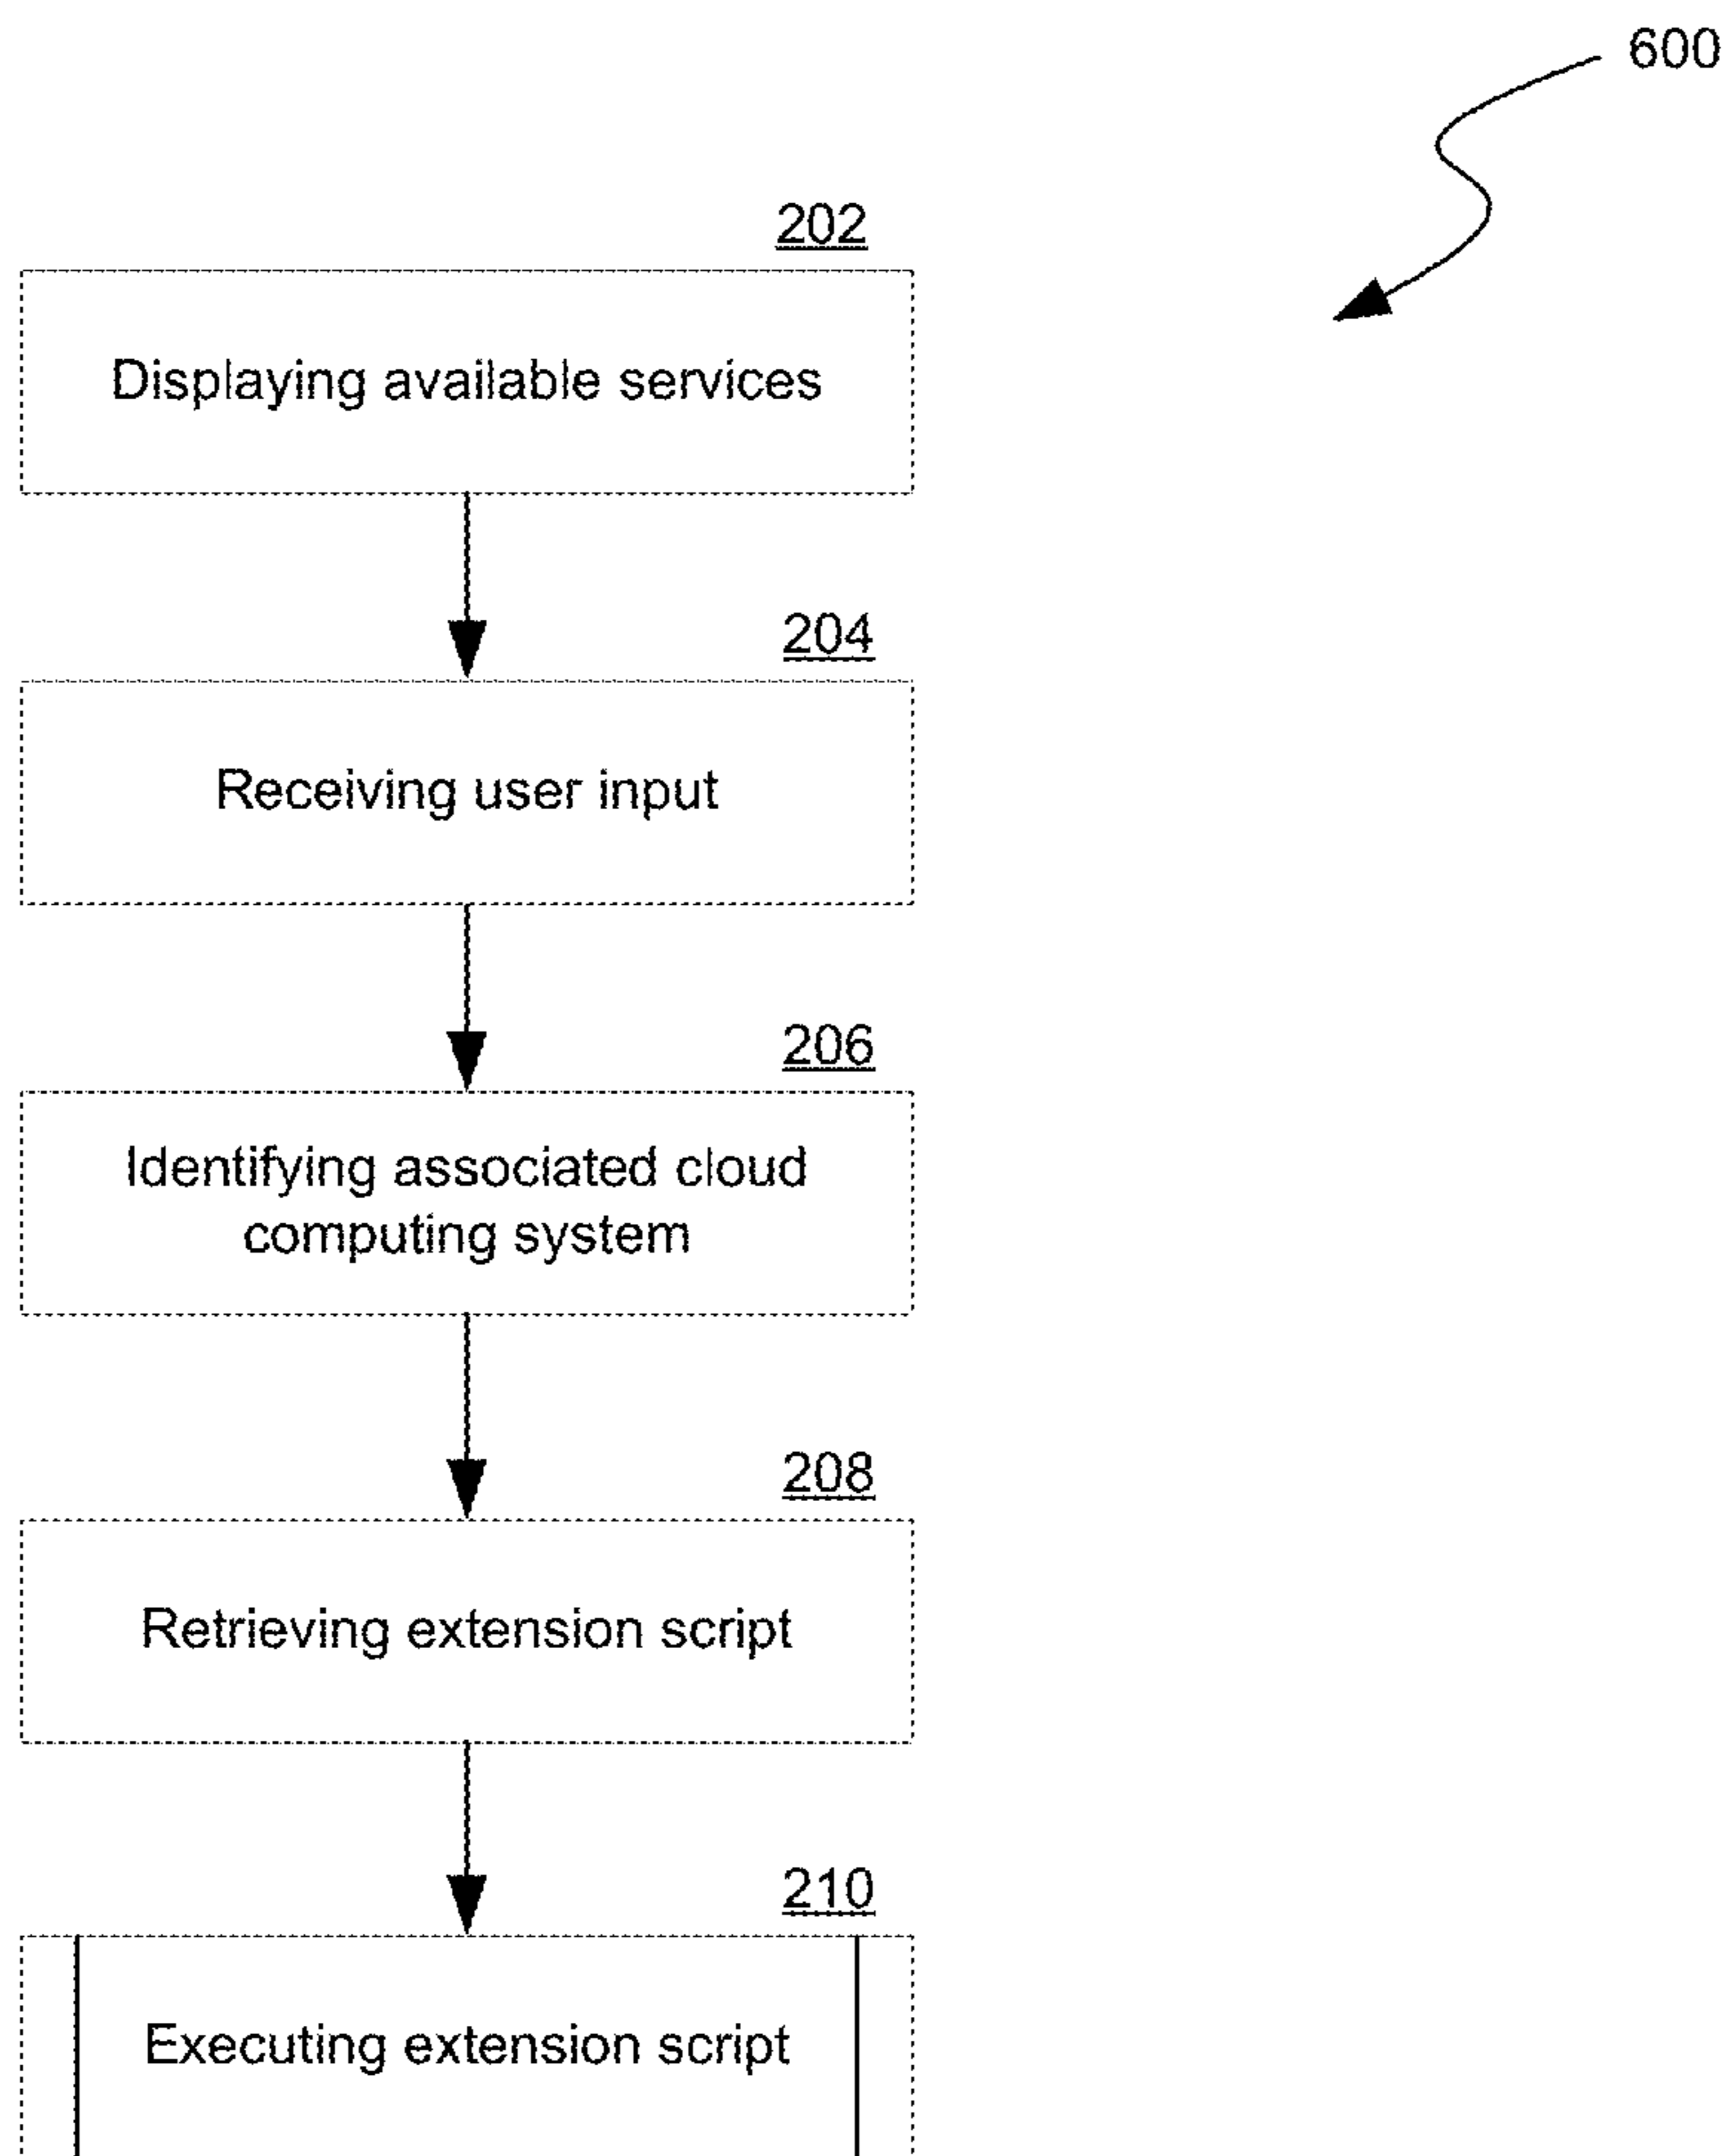 600
202
Displaying available services
204
Receiving user input
206
Identifying associated cloud
computing system
208
Retrieving extension script
210
Executing extension script